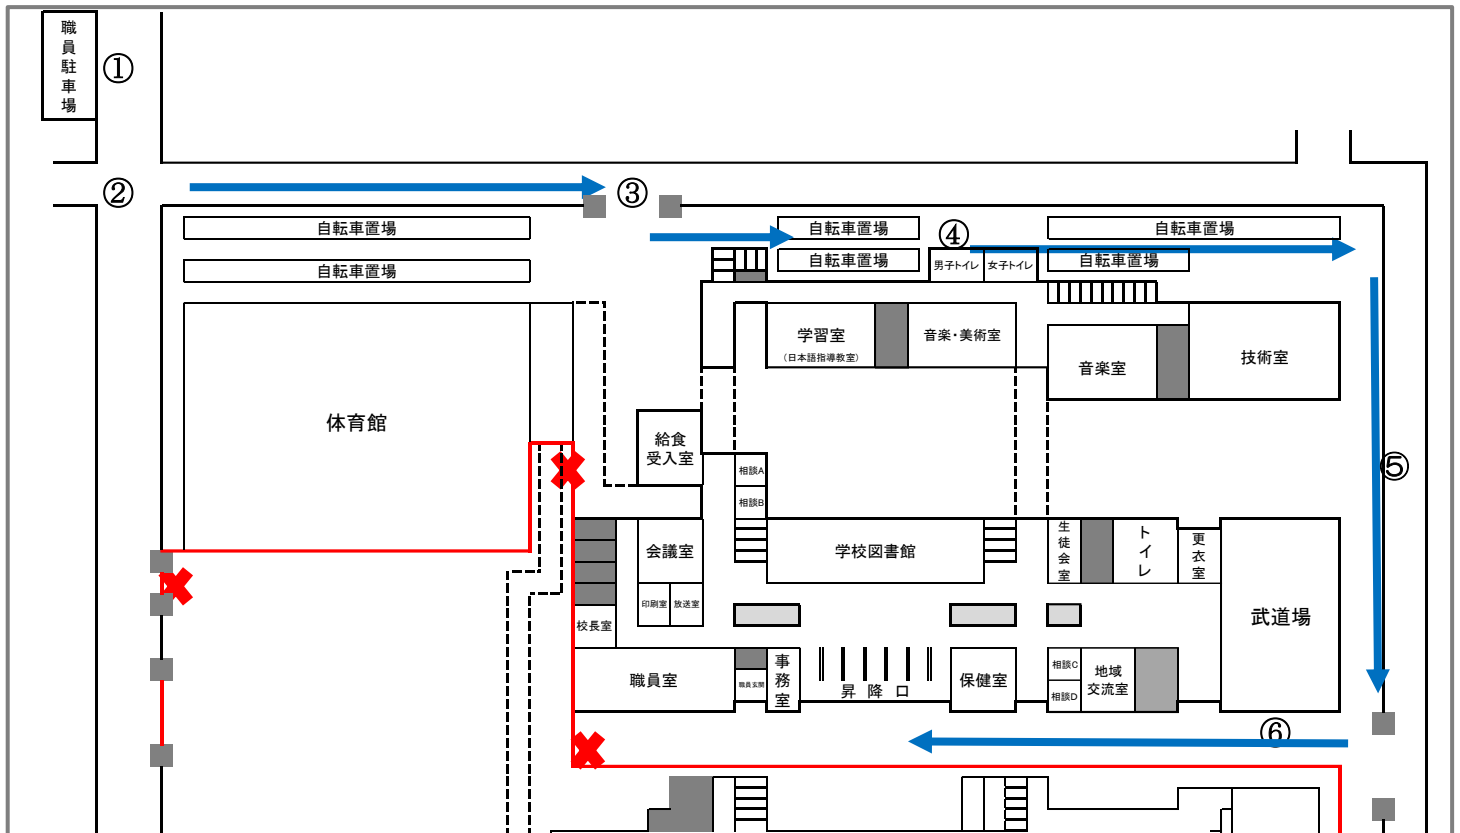 職員駐車場
①
②
③
自転車置場
自転車置場
自転車置場
④
自転車置場
自転車置場
自転車置場
男子トイレ
女子トイレ
学習室
（日本語指導教室）
音楽・美術室
音楽室
技術室
体育館
給食
受入室
相談A
相談B
⑤
会議室
学校図書館
生徒会室
トイレ
更衣室
印刷室
放送室
校長室
武道場
職員室
職員玄関
事務室
昇降口
保健室
相談C
相談D
地域
交流室
⑥